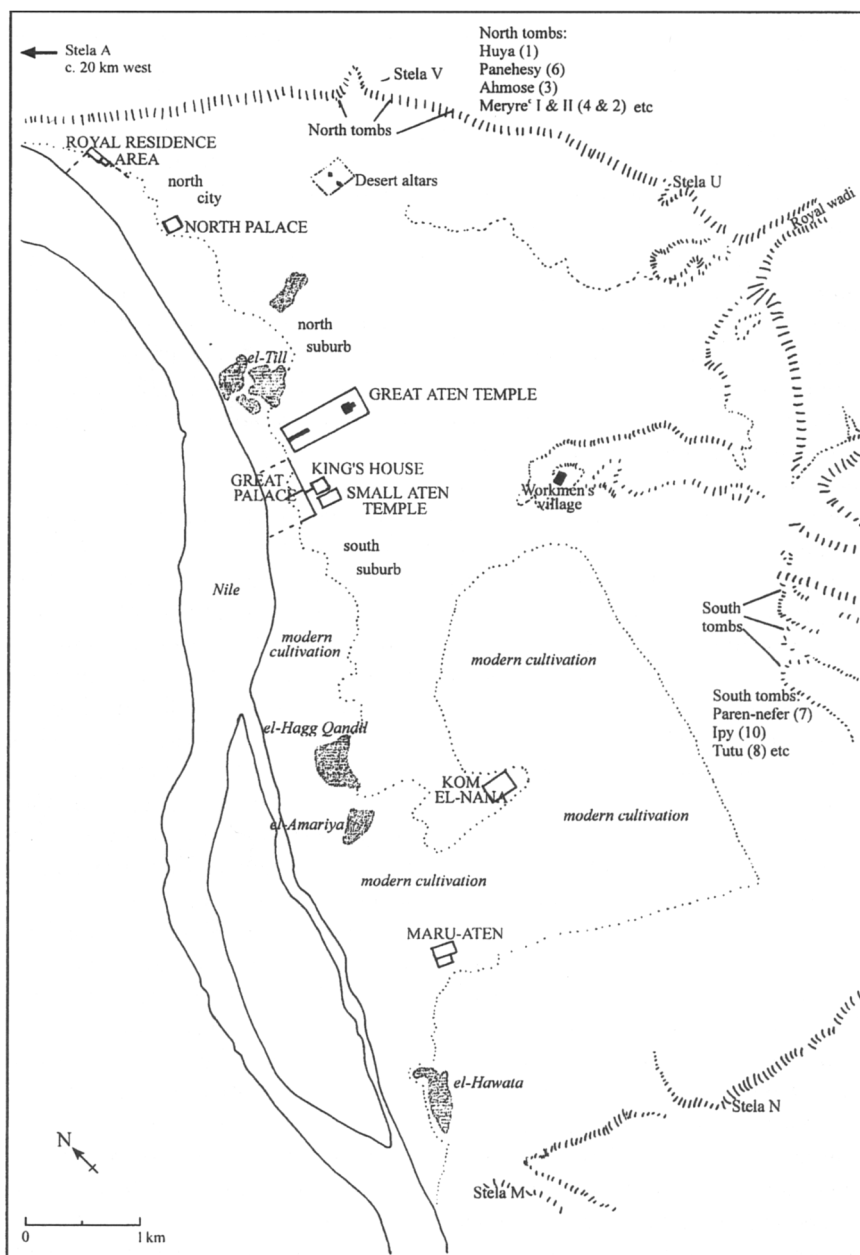 Stela A
c. 20 km west
North tombs:
Huya (1)
Panehesy (6)
Ahmose (3)
Meryreʿ I & II (4 & 2) etc
Stela V
North tombs
ROYAL RESIDENCE
AREA
north
city
Desert altars
Stela U
Royal wadi
NORTH PALACE
north
suburb
el-Till
GREAT ATEN TEMPLE
KING'S HOUSE
GREAT
PALACE
SMALL ATEN
TEMPLE
Workmen's
village
south
suburb
Nile
modern
cultivation
modern cultivation
South
tombs
South tombs:
Paren-nefer (7)
Ipy (10)
Tutu (8) etc
el-Hagg Qandil
KOM
EL-NANA
el-Amariya
modern cultivation
modern cultivation
MARU-ATEN
el-Hawata
Stela N
Stela M
N
0
1 km